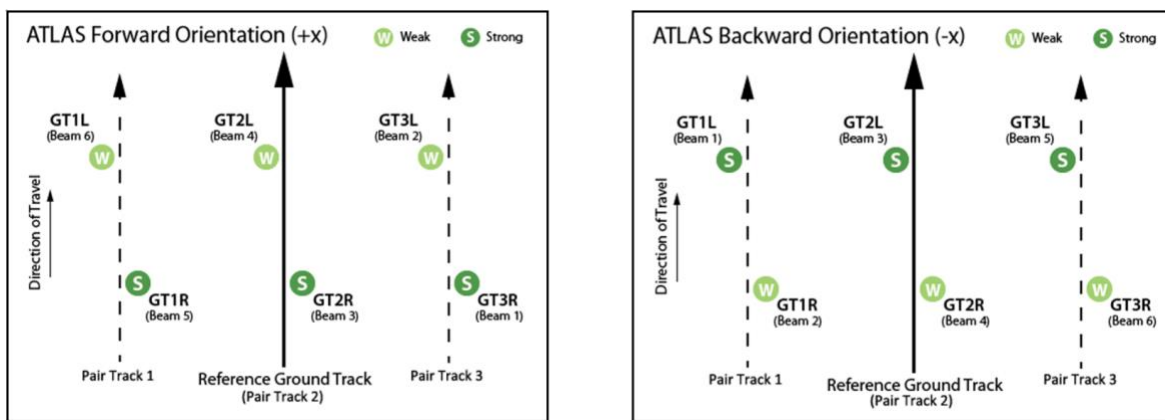 ATLAS Forward Orientation (+x)
W Weak
S Strong
GT1L
(Beam 6)
W
GT2L
(Beam 4)
W
GT3L
(Beam 2)
W
Direction of Travel
S
GT1R
(Beam 5)
S
GT2R
(Beam 3)
S
GT3R
(Beam 1)
Pair Track 1
Reference Ground Track
(Pair Track 2)
Pair Track 3
ATLAS Backward Orientation (-x)
W Weak
S Strong
GT1L
(Beam 1)
S
GT2L
(Beam 3)
S
GT3L
(Beam 5)
S
Direction of Travel
W
GT1R
(Beam 2)
W
GT2R
(Beam 4)
W
GT3R
(Beam 6)
Pair Track 1
Reference Ground Track
(Pair Track 2)
Pair Track 3